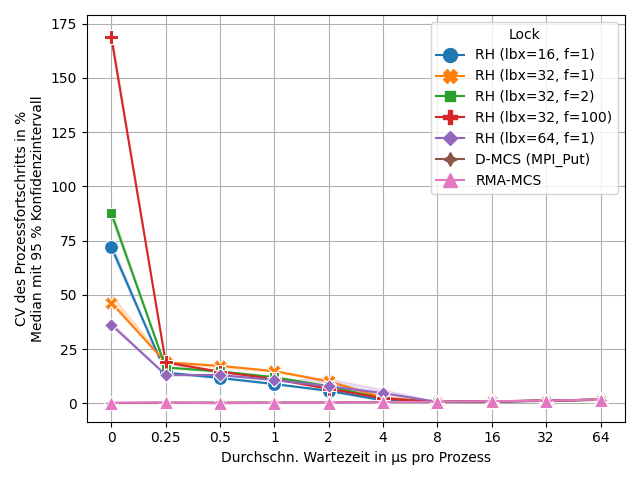 175
150
125
100
75
50
25
0
CV des Prozessfortschritts in %
Median mit 95 % Konfidenzintervall
Lock
RH (lbx=16, f=1)
RH (lbx=32, f=1)
RH (lbx=32, f=2)
RH (lbx=32, f=100)
RH (lbx=64, f=1)
D-MCS (MPI_Put)
RMA-MCS
0 0.25 0.5 1 2 4 8 16 32 64
Durchschn. Wartezeit in µs pro Prozess